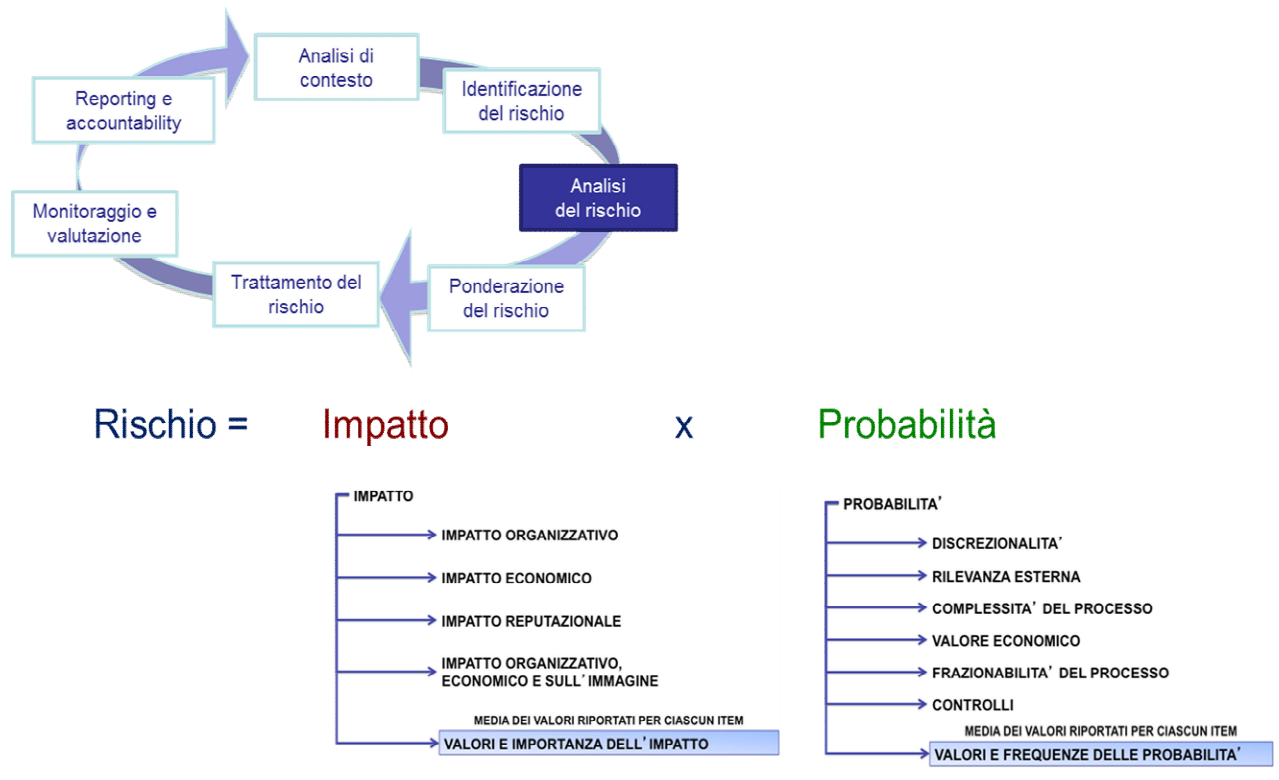 Analisi di
contesto
Identificazione
del rischio
Analisi
del rischio
Ponderazione
del rischio
Trattamento del
rischio
Monitoraggio e
valutazione
Reporting e
accountability
Rischio = Impatto x Probabilità
IMPATTO
IMPATTO ORGANIZZATIVO
IMPATTO ECONOMICO
IMPATTO REPUTAZIONALE
IMPATTO ORGANIZZATIVO,
ECONOMICO E SULL’IMMAGINE
MEDIA DEI VALORI RIPORTATI PER CIASCUN ITEM
VALORI E IMPORTANZA DELL’IMPATTO
PROBABILITA’
DISCREZIONALITA’
RILEVANZA ESTERNA
COMPLESSITA’ DEL PROCESSO
VALORE ECONOMICO
FRAZIONABILITA’ DEL PROCESSO
CONTROLLI
MEDIA DEI VALORI RIPORTATI PER CIASCUN ITEM
VALORI E FREQUENZE DELLE PROBABILITA’